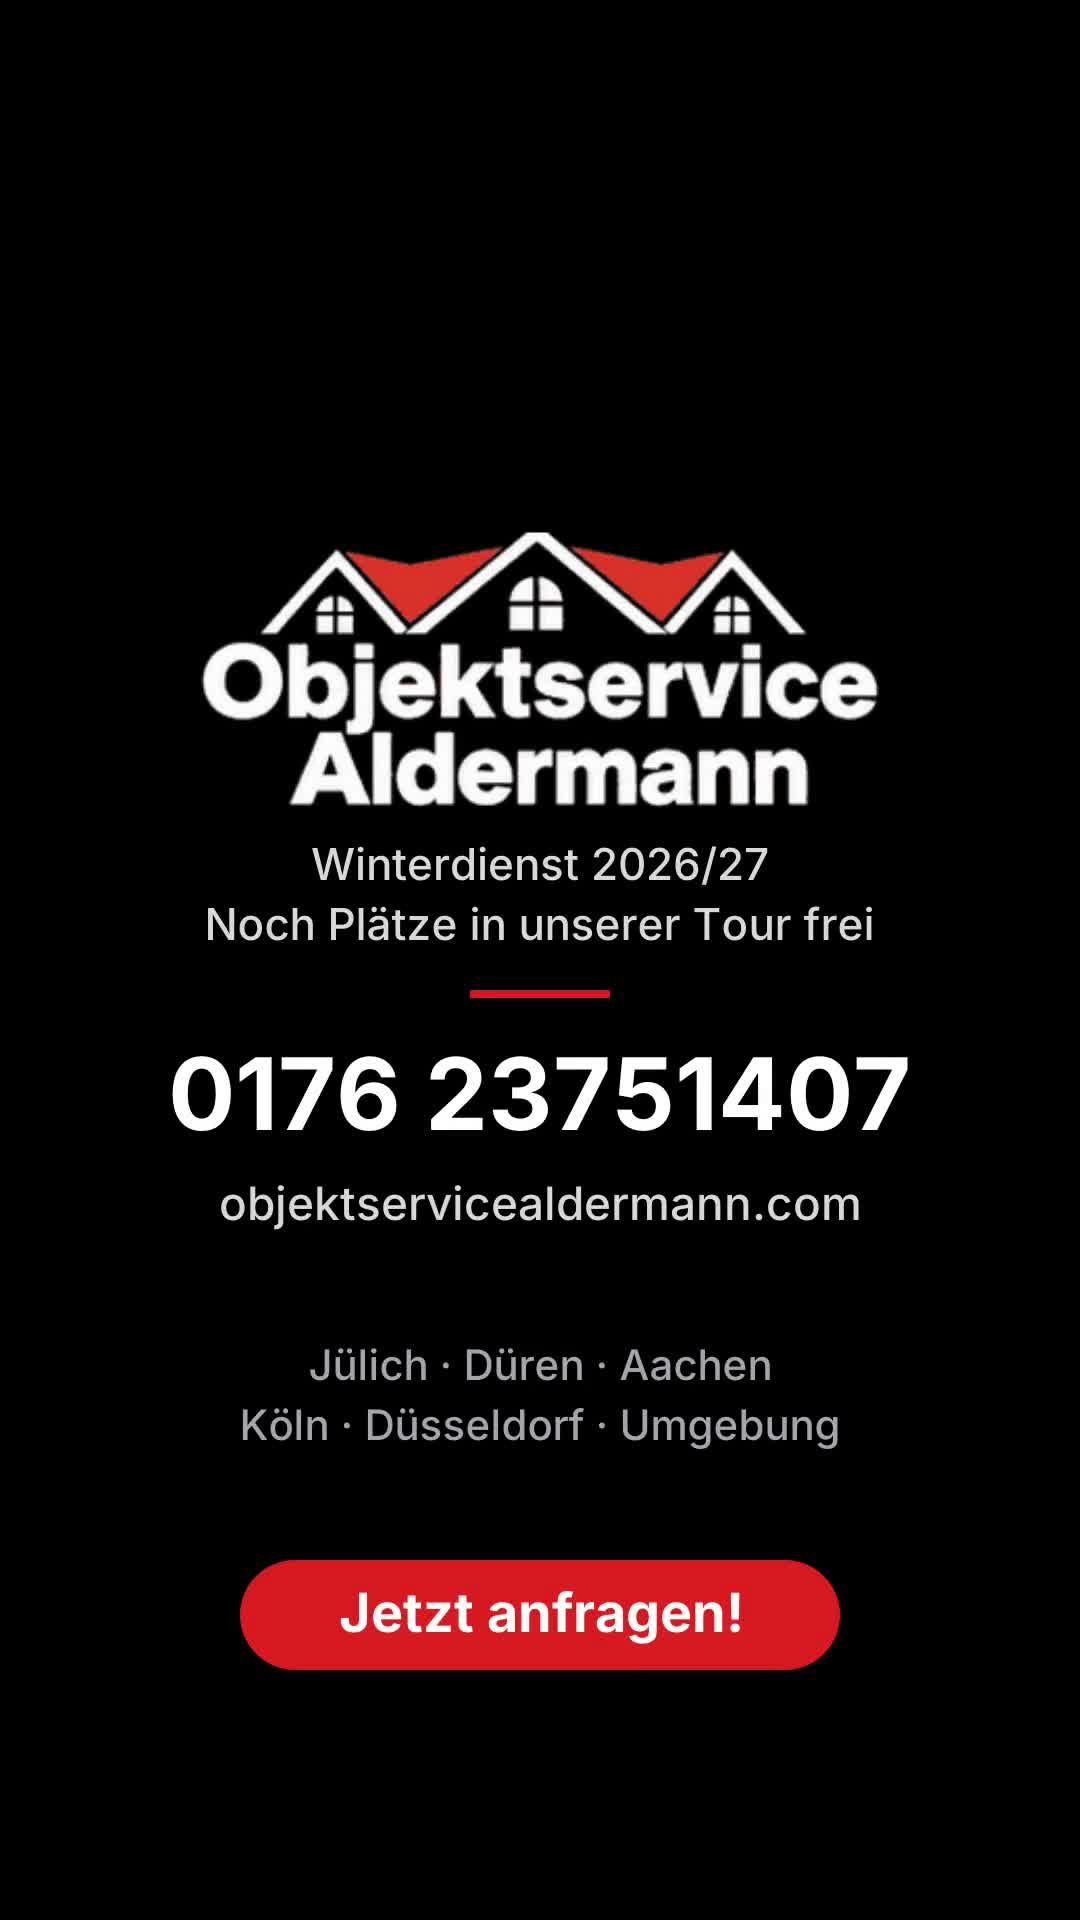 Objektservice
Aldermann
Winterdienst 2026/27
Noch Plätze in unserer Tour frei
0176 23751407
objektservicealdermann.com
Jülich · Düren · Aachen
Köln · Düsseldorf · Umgebung
Jetzt anfragen!